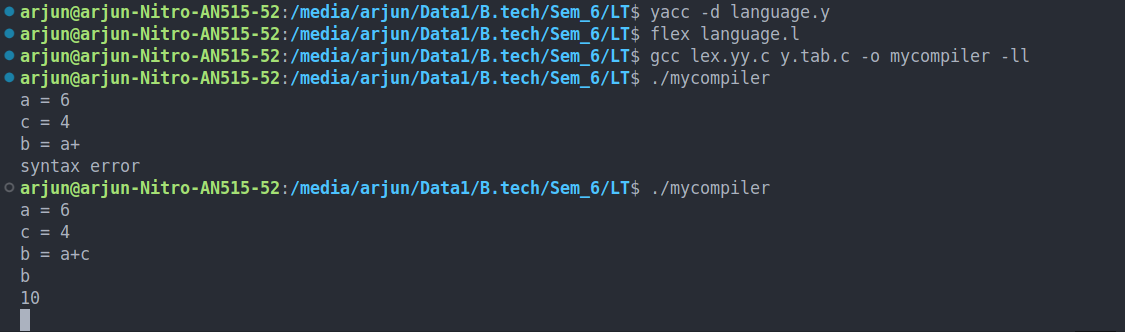 arjun@arjun-Nitro-AN515-52:/media/arjun/Data1/B.tech/Sem_6/LT$ yacc -d language.y
arjun@arjun-Nitro-AN515-52:/media/arjun/Data1/B.tech/Sem_6/LT$ flex language.l
arjun@arjun-Nitro-AN515-52:/media/arjun/Data1/B.tech/Sem_6/LT$ gcc lex.yy.c y.tab.c -o mycompiler -ll
arjun@arjun-Nitro-AN515-52:/media/arjun/Data1/B.tech/Sem_6/LT$ ./mycompiler
a = 6
c = 4
b = a+
syntax error
arjun@arjun-Nitro-AN515-52:/media/arjun/Data1/B.tech/Sem_6/LT$ ./mycompiler
a = 6
c = 4
b = a+c
b
10